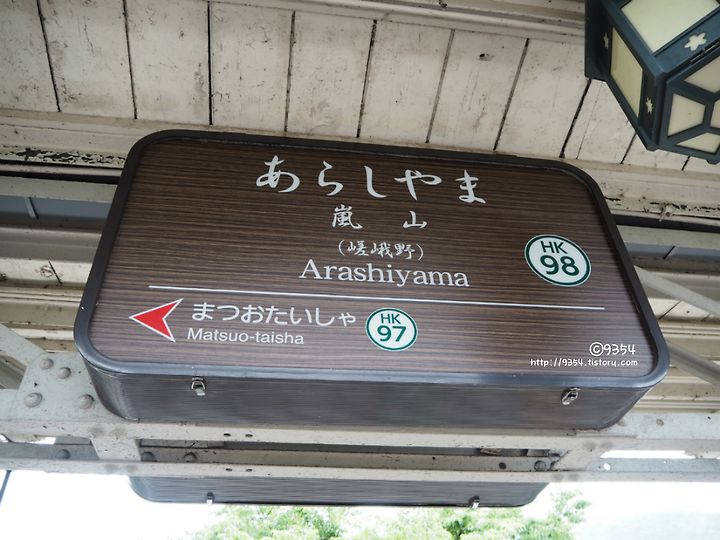 あらしやま
嵐 山
(嵯峨野)
Arashiyama
HK
98
まつおたいしゃ
Matsuo-taisha
HK
97
©9354
http://9354.tistory.com